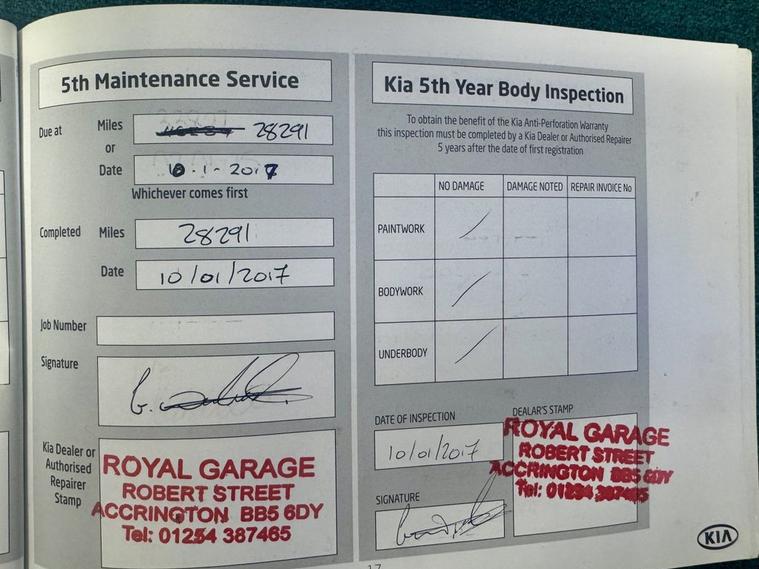 5th Maintenance Service
Due at Miles 28291
or
Date 10-1-2017
Whichever comes first
Completed Miles 28291
Date 10/01/2017
Job Number
Signature
Kia Dealer or
Authorised
Repairer
Stamp
ROYAL GARAGE
ROBERT STREET
ACCRINGTON BB5 6DY
Tel: 01254 387465
Kia 5th Year Body Inspection
To obtain the benefit of the Kia Anti-Perforation Warranty
this inspection must be completed by a Kia Dealer or Authorised Repairer
5 years after the date of first registration
NO DAMAGE DAMAGE NOTED REPAIR INVOICE No
PAINTWORK
BODYWORK
UNDERBODY
DATE OF INSPECTION
10/01/2017
SIGNATURE
DEALAR'S STAMP
ROYAL GARAGE
ROBERT STREET
ACCRINGTON BB5 6DY
Tel: 01254 387465
17
KIA